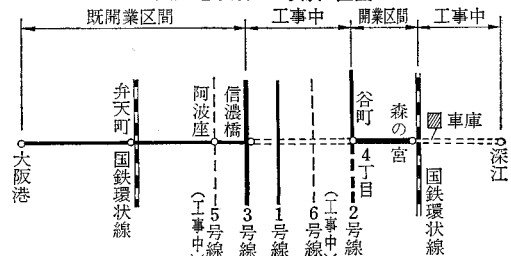 既開業区間
工事中
開業区間
工事中
大阪港
弁天町
国鉄環状線
阿波座
(工事中)
5号線
信濃橋
3号線
1号線
6号線
(工事中)
谷町4丁目
2号線
森の宮
国鉄環状線
車庫
深江